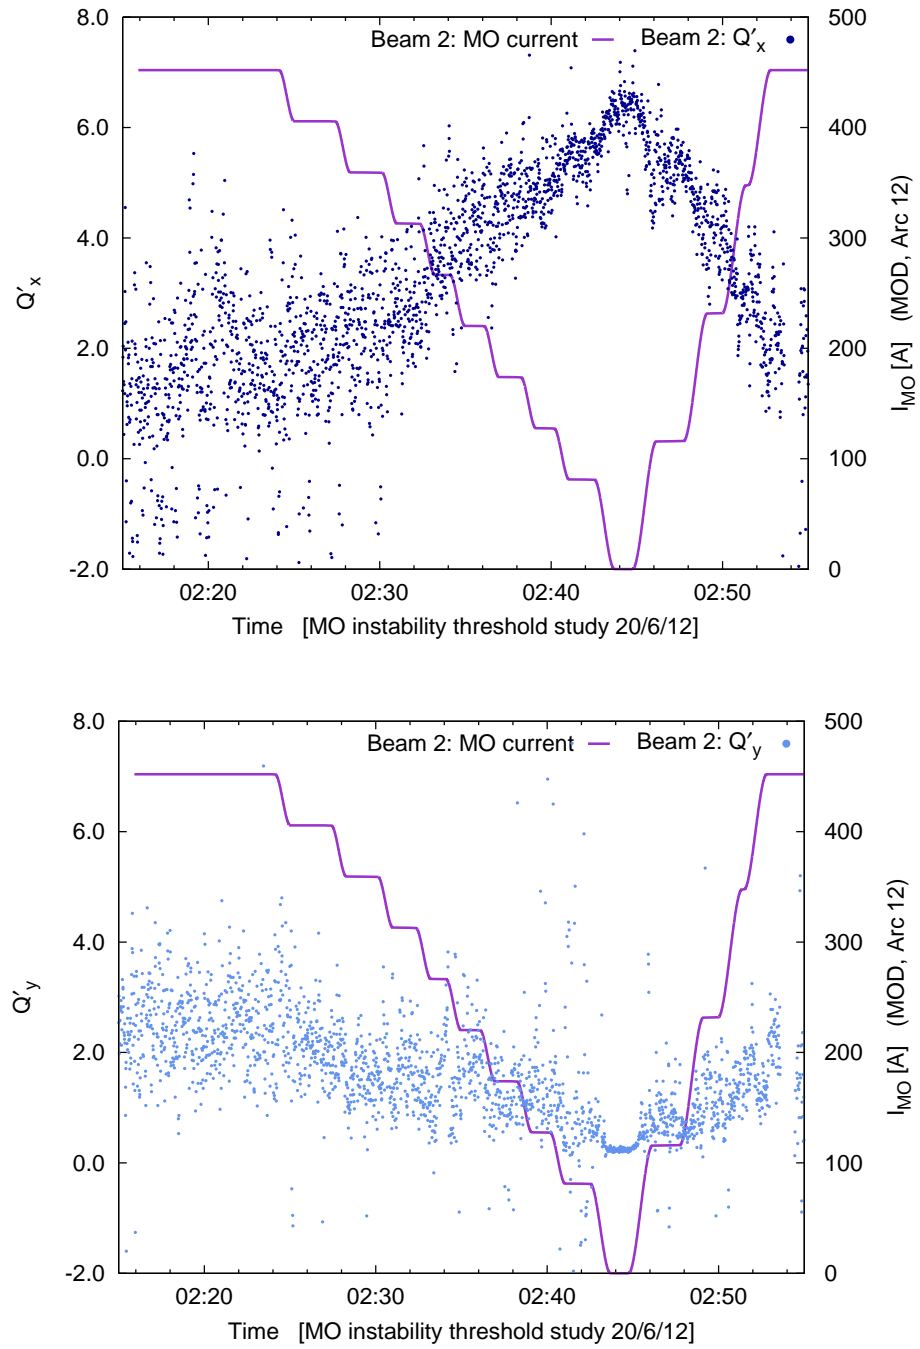 Beam 2: MO current Beam 2: Q′x
8.0
6.0
4.0
2.0
0.0
-2.0
Q′x
500
400
300
200
100
0
IMO [A] (MOD, Arc 12)
02:20 02:30 02:40 02:50
Time [MO instability threshold study 20/6/12]
Beam 2: MO current Beam 2: Q′y
8.0
6.0
4.0
2.0
0.0
-2.0
Q′y
500
400
300
200
100
0
IMO [A] (MOD, Arc 12)
02:20 02:30 02:40 02:50
Time [MO instability threshold study 20/6/12]